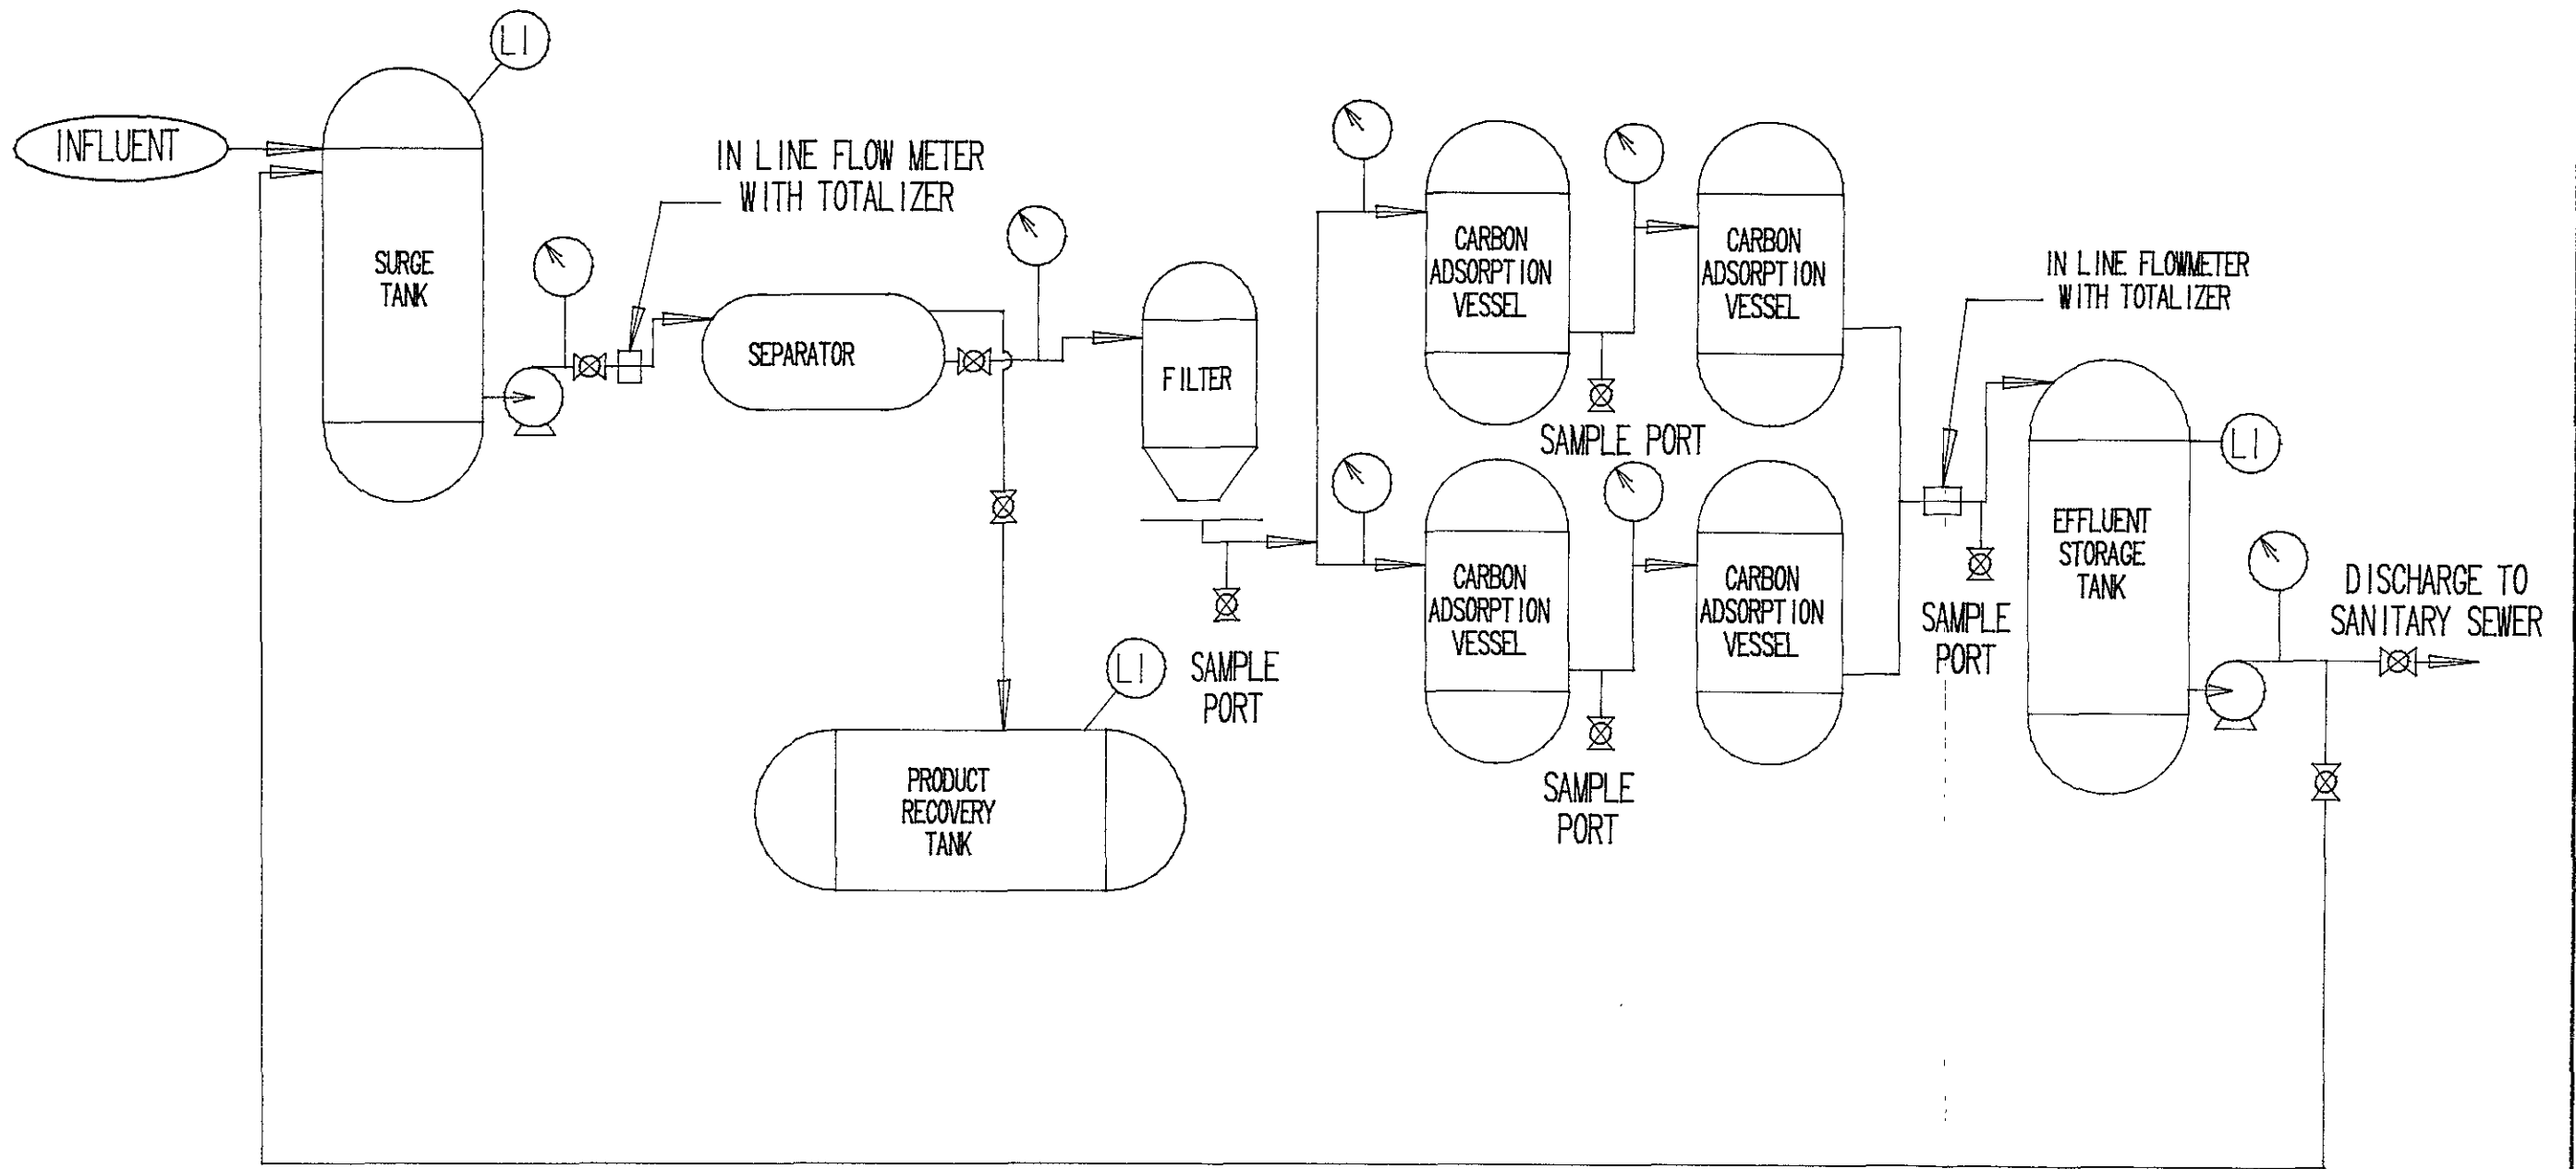 LI
INFLUENT
IN LINE FLOW METER
WITH TOTALIZER
SURGE
TANK
SEPARATOR
FILTER
CARBON
ADSORPTION
VESSEL
CARBON
ADSORPTION
VESSEL
SAMPLE PORT
IN LINE FLOWMETER
WITH TOTALIZER
LI
EFFLUENT
STORAGE
TANK
CARBON
ADSORPTION
VESSEL
CARBON
ADSORPTION
VESSEL
SAMPLE
PORT
DISCHARGE TO
SANITARY SEWER
SAMPLE
PORT
LI
PRODUCT
RECOVERY
TANK
SAMPLE
PORT